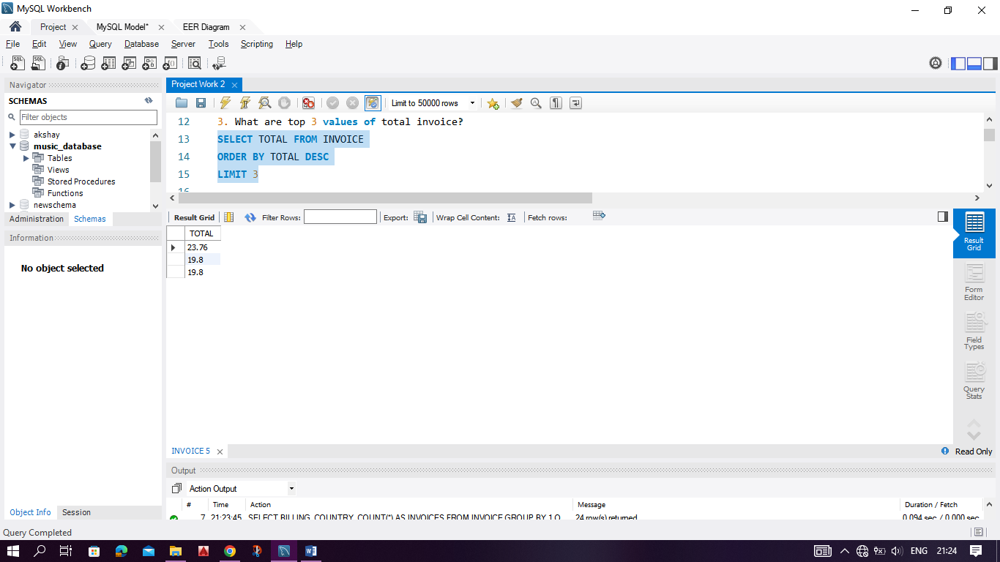 MySQL Workbench
Project MySQL Model* EER Diagram
File Edit View Query Database Server Tools Scripting Help
Navigator
SCHEMAS
Filter objects
akshay
music_database
Tables
Views
Stored Procedures
Functions
newschema
Administration Schemas
Information
No object selected
Object Info Session
Project Work 2
Limit to 50000 rows
12 3. What are top 3 values of total invoice?
13 SELECT TOTAL FROM INVOICE
14 ORDER BY TOTAL DESC
15 LIMIT 3
16
Result Grid Filter Rows: Export: Wrap Cell Content: Fetch rows:
TOTAL
23.76
19.8
19.8
Result
Grid
Form
Editor
Field
Types
Query
Stats
INVOICE 5
Read Only
Output
Action Output
# Time Action Message Duration / Fetch
7 21:23:45 SELECT BILLING_COUNTRY, COUNT(*) AS INVOICES FROM INVOICE GROUP BY 1 O 24 row(s) returned 0.094 sec / 0.000 sec
Query Completed
ENG 21:24